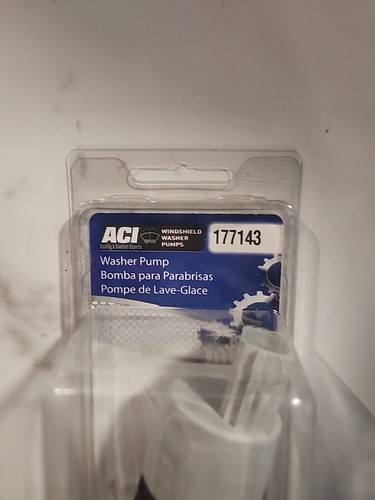 ACI
WINDSHIELD
WASHER
PUMPS
177143
Washer Pump
Bomba para Parabrisas
Pompe de Lave-Glace